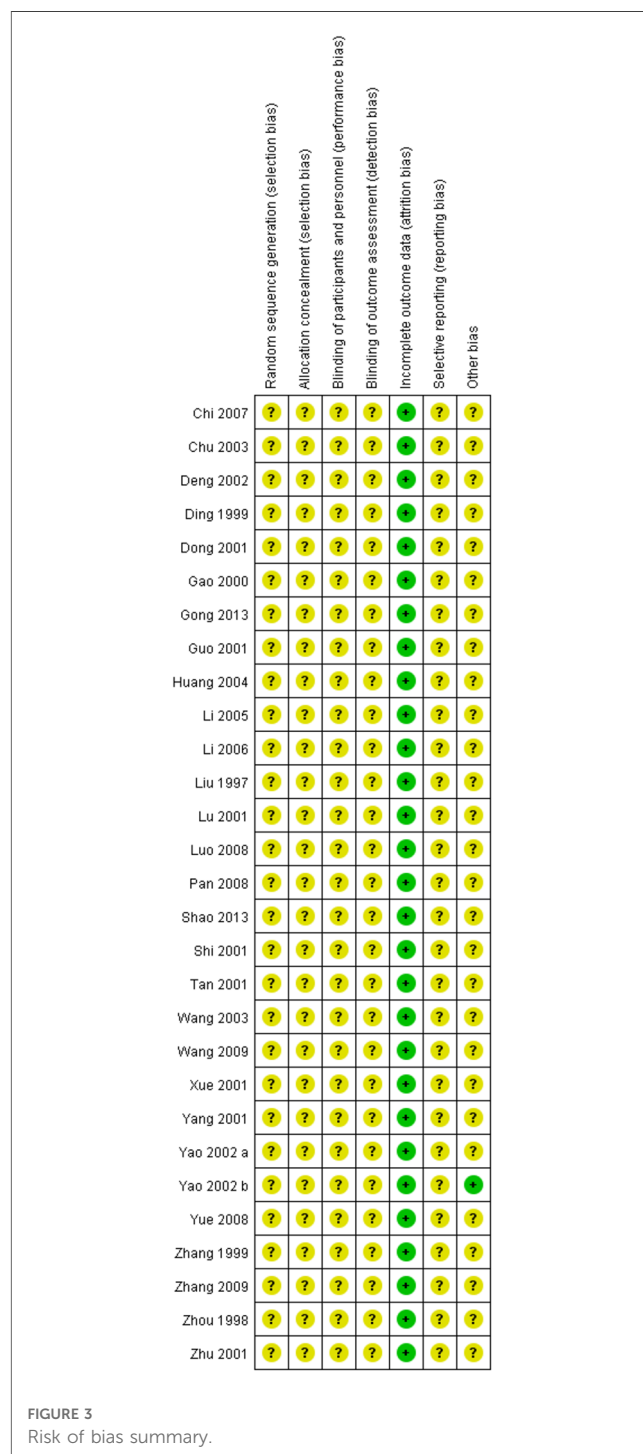 Random sequence generation (selection bias)
Allocation concealment (selection bias)
Blinding of participants and personnel (performance bias)
Blinding of outcome assessment (detection bias)
Incomplete outcome data (attrition bias)
Selective reporting (reporting bias)
Other bias
Chi 2007 ? ? ? ? + ? ?
Chu 2003 ? ? ? ? + ? ?
Deng 2002 ? ? ? ? + ? ?
Ding 1999 ? ? ? ? + ? ?
Dong 2001 ? ? ? ? + ? ?
Gao 2000 ? ? ? ? + ? ?
Gong 2013 ? ? ? ? + ? ?
Guo 2001 ? ? ? ? + ? ?
Huang 2004 ? ? ? ? + ? ?
Li 2005 ? ? ? ? + ? ?
Li 2006 ? ? ? ? + ? ?
Liu 1997 ? ? ? ? + ? ?
Lu 2001 ? ? ? ? + ? ?
Luo 2008 ? ? ? ? + ? ?
Pan 2008 ? ? ? ? + ? ?
Shao 2013 ? ? ? ? + ? ?
Shi 2001 ? ? ? ? + ? ?
Tan 2001 ? ? ? ? + ? ?
Wang 2003 ? ? ? ? + ? ?
Wang 2009 ? ? ? ? + ? ?
Xue 2001 ? ? ? ? + ? ?
Yang 2001 ? ? ? ? + ? ?
Yao 2002 a ? ? ? ? + ? ?
Yao 2002 b ? ? ? ? + ? +
Yue 2008 ? ? ? ? + ? ?
Zhang 1999 ? ? ? ? + ? ?
Zhang 2009 ? ? ? ? + ? ?
Zhou 1998 ? ? ? ? + ? ?
Zhu 2001 ? ? ? ? + ? ?
FIGURE 3
Risk of bias summary.